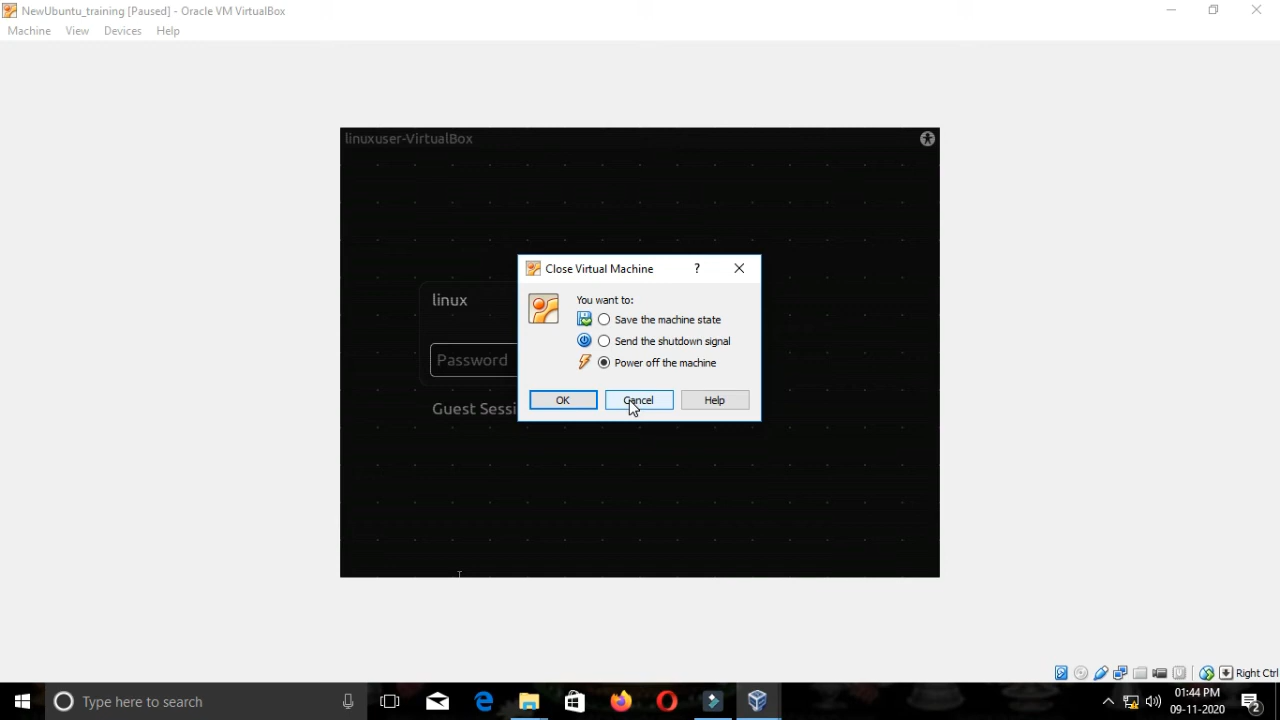 NewUbuntu_training [Paused] - Oracle VM VirtualBox
Machine View Devices Help
linuxuser-VirtualBox
Close Virtual Machine ?
linux
You want to:
Save the machine state
Send the shutdown signal
Password
Power off the machine
OK Cancel Help
Guest Sessi
Right Ctrl
Type here to search
01:44 PM
09-11-2020
2